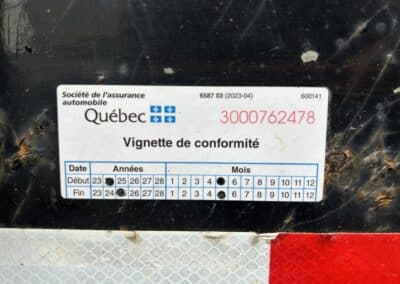 Société de l'assurance automobile 6587 03 (2023-04) 600141
Québec 3000762478
Vignette de conformité
Date Années Mois
Début 23 25 26 27 28 1 2 3 4 6 7 8 9 10 11 12
Fin 23 24 26 27 28 1 2 3 4 6 7 8 9 10 11 12